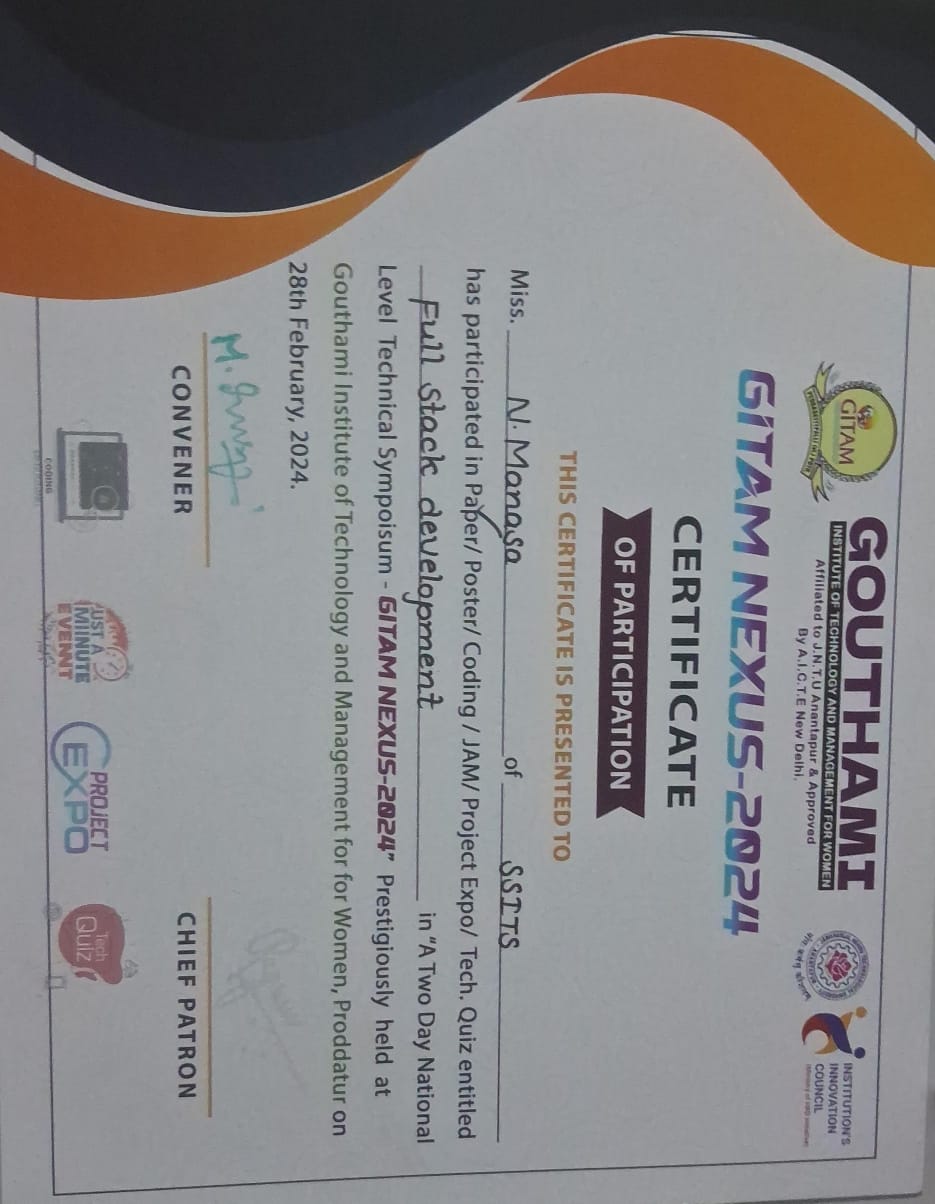 GITAM
GOUTHAMI
INSTITUTE OF TECHNOLOGY AND MANAGEMENT FOR WOMEN
Affiliated to J.N.T.U Anantapur & Approved
By A.I.C.T.E New Delhi.
INSTITUTION'S
INNOVATION
COUNCIL
GITAM NEXUS-2024
CERTIFICATE
OF PARTICIPATION
THIS CERTIFICATE IS PRESENTED TO
Miss. N. Manasa of SSITS
has participated in Paper/ Poster/ Coding / JAM/ Project Expo/ Tech. Quiz entitled
Full Stack development in “A Two Day National
Level Technical Sympoisum - GITAM NEXUS-2024” Prestigiously held at
Gouthami Institute of Technology and Management for for Women, Proddatur on
28th February, 2024.
CONVENER
CHIEF PATRON
CODING
JUST A
MIINUTE
EVENNT
PROJECT
EXPO
Tech
Quiz